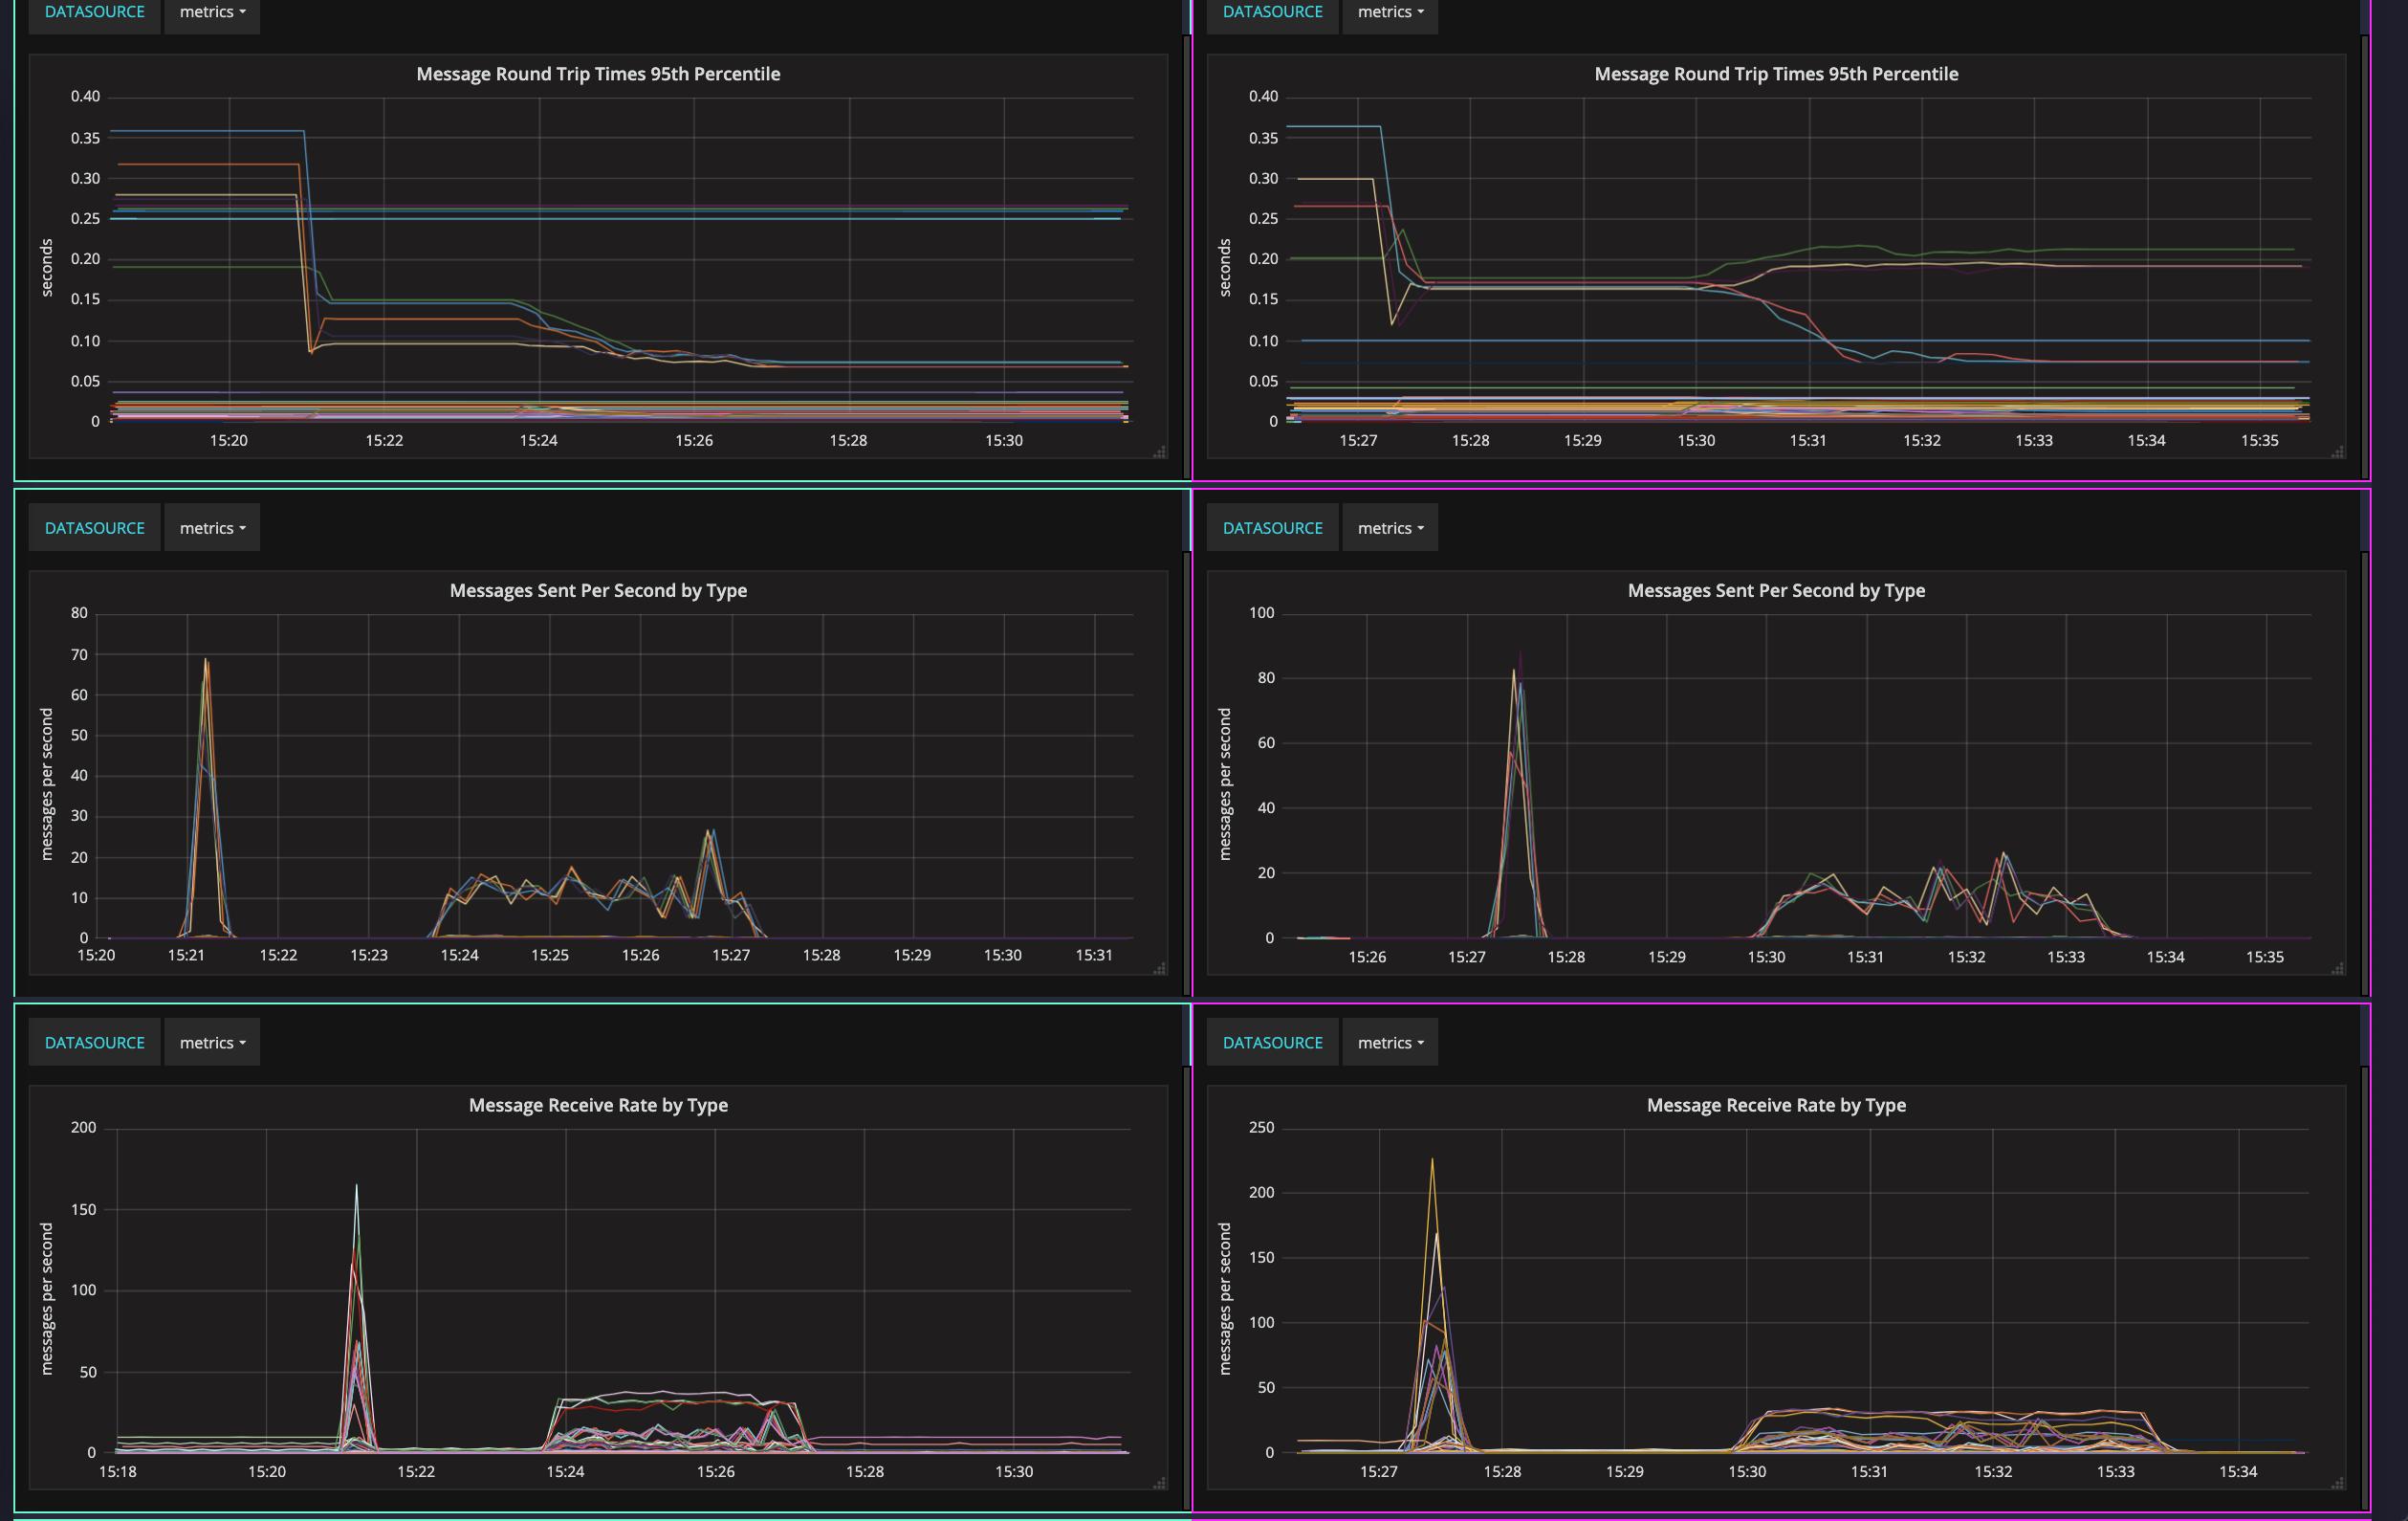 DATASOURCE metrics
Message Round Trip Times 95th Percentile
seconds
0.40
0.35
0.30
0.25
0.20
0.15
0.10
0.05
0
15:20 15:22 15:24 15:26 15:28 15:30
DATASOURCE metrics
Message Round Trip Times 95th Percentile
seconds
0.40
0.35
0.30
0.25
0.20
0.15
0.10
0.05
0
15:27 15:28 15:29 15:30 15:31 15:32 15:33 15:34 15:35
DATASOURCE metrics
Messages Sent Per Second by Type
messages per second
80
70
60
50
40
30
20
10
0
15:20 15:21 15:22 15:23 15:24 15:25 15:26 15:27 15:28 15:29 15:30 15:31
DATASOURCE metrics
Messages Sent Per Second by Type
messages per second
100
80
60
40
20
0
15:26 15:27 15:28 15:29 15:30 15:31 15:32 15:33 15:34 15:35
DATASOURCE metrics
Message Receive Rate by Type
messages per second
200
150
100
50
0
15:18 15:20 15:22 15:24 15:26 15:28 15:30
DATASOURCE metrics
Message Receive Rate by Type
messages per second
250
200
150
100
50
0
15:27 15:28 15:29 15:30 15:31 15:32 15:33 15:34